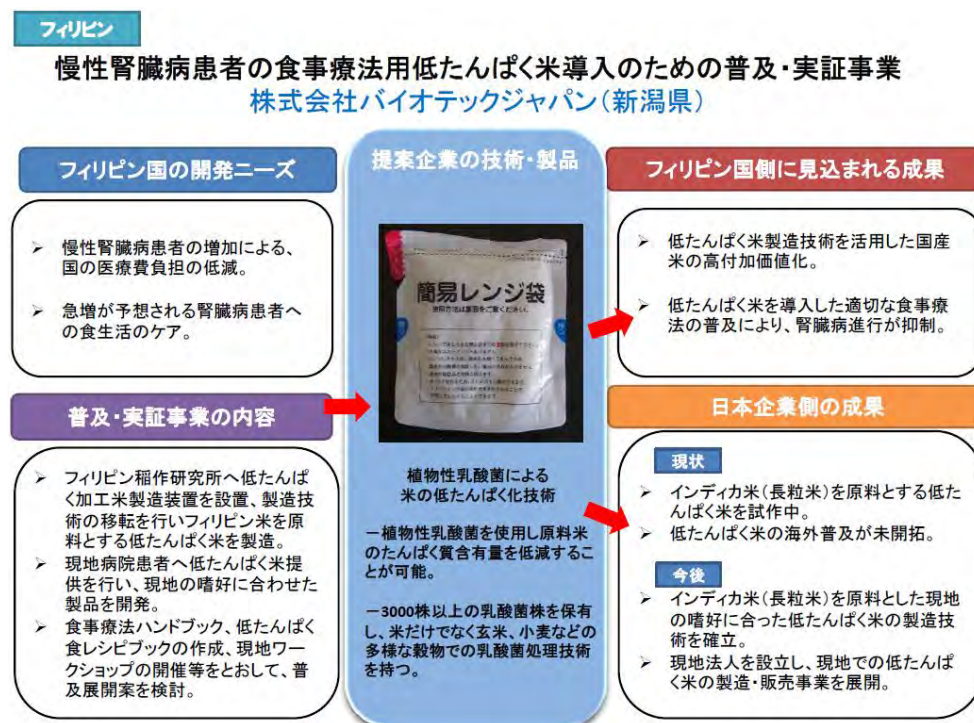 フィリピン
慢性腎臓病患者の食事療法用低たんぱく米導入のための普及・実証事業
株式会社バイオテックジャパン（新潟県）
フィリピン国の開発ニーズ
➢ 慢性腎臓病患者の増加による、
国の医療費負担の低減。
➢ 急増が予想される腎臓病患者へ
の食生活のケア。
普及・実証事業の内容
➢ フィリピン稲作研究所へ低たんぱ
く加工米製造装置を設置、製造技
術の移転を行いフィリピン米を原
料とする低たんぱく米を製造。
➢ 現地病院患者へ低たんぱく米提
供を行い、現地の嗜好に合わせた
製品を開発。
➢ 食事療法ハンドブック、低たんぱく
食レシピブックの作成、現地ワー
クショップの開催等をとおして、普
及展開案を検討。
提案企業の技術・製品
簡易レンジ袋
使用方法は裏面をご覧ください。
植物性乳酸菌による
米の低たんぱく化技術
－植物性乳酸菌を使用し原料米
のたんぱく質含有量を低減するこ
とが可能。
－3000株以上の乳酸菌株を保有
し、米だけでなく玄米、小麦などの
多様な穀物での乳酸菌処理技術
を持つ。
フィリピン国側に見込まれる成果
➢ 低たんぱく米製造技術を活用した国産
米の高付加価値化。
➢ 低たんぱく米を導入した適切な食事療
法の普及により、腎臓病進行が抑制。
日本企業側の成果
現状
➢ インディカ米（長粒米）を原料とする低た
んぱく米を試作中。
➢ 低たんぱく米の海外普及が未開拓。
今後
➢ インディカ米（長粒米）を原料とした現地
の嗜好に合った低たんぱく米の製造技
術を確立。
➢ 現地法人を設立し、現地での低たんぱ
く米の製造・販売事業を展開。